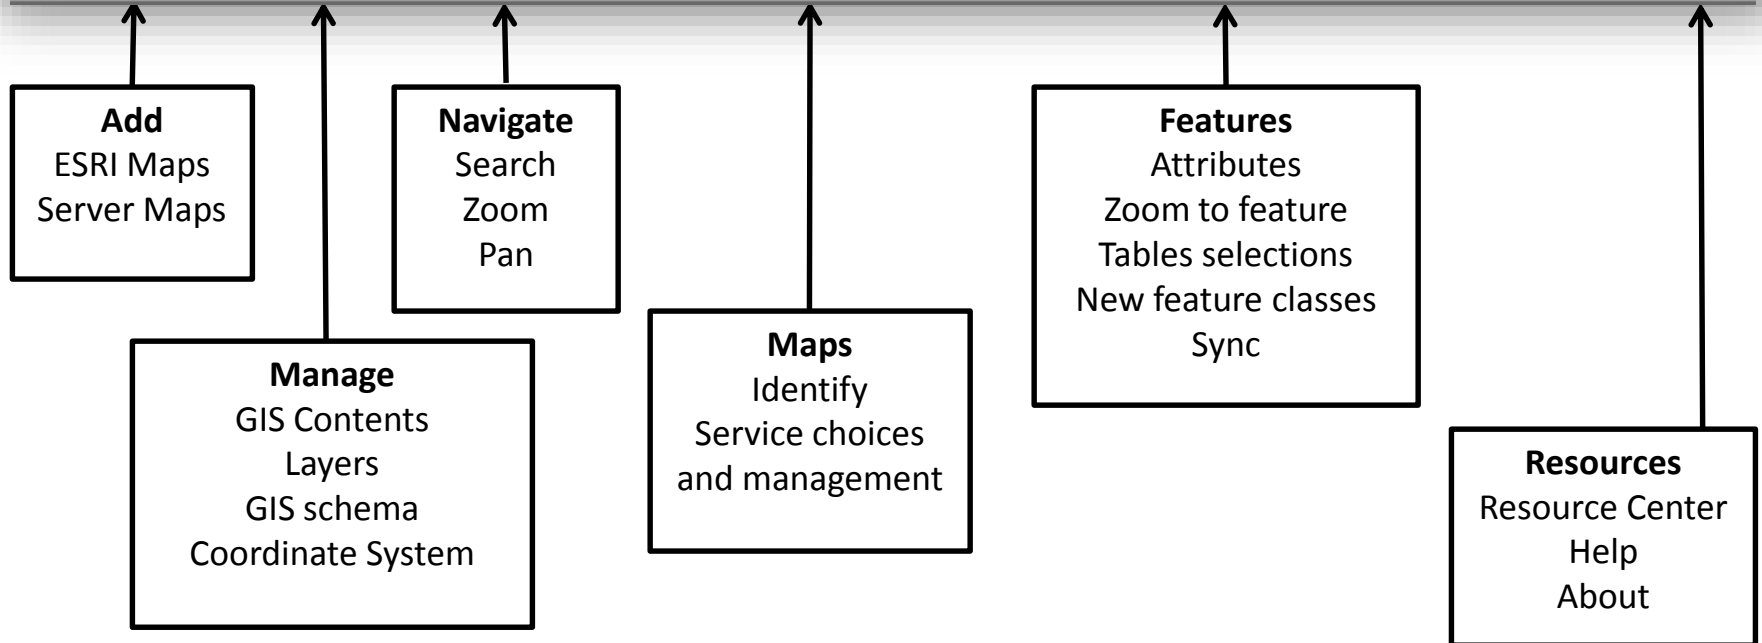 Add
ESRI Maps
Server Maps
Navigate
Search
Zoom
Pan
Features
Attributes
Zoom to feature
Tables selections
New feature classes
Sync
Manage
GIS Contents
Layers
GIS schema
Coordinate System
Maps
Identify
Service choices
and management
Resources
Resource Center
Help
About